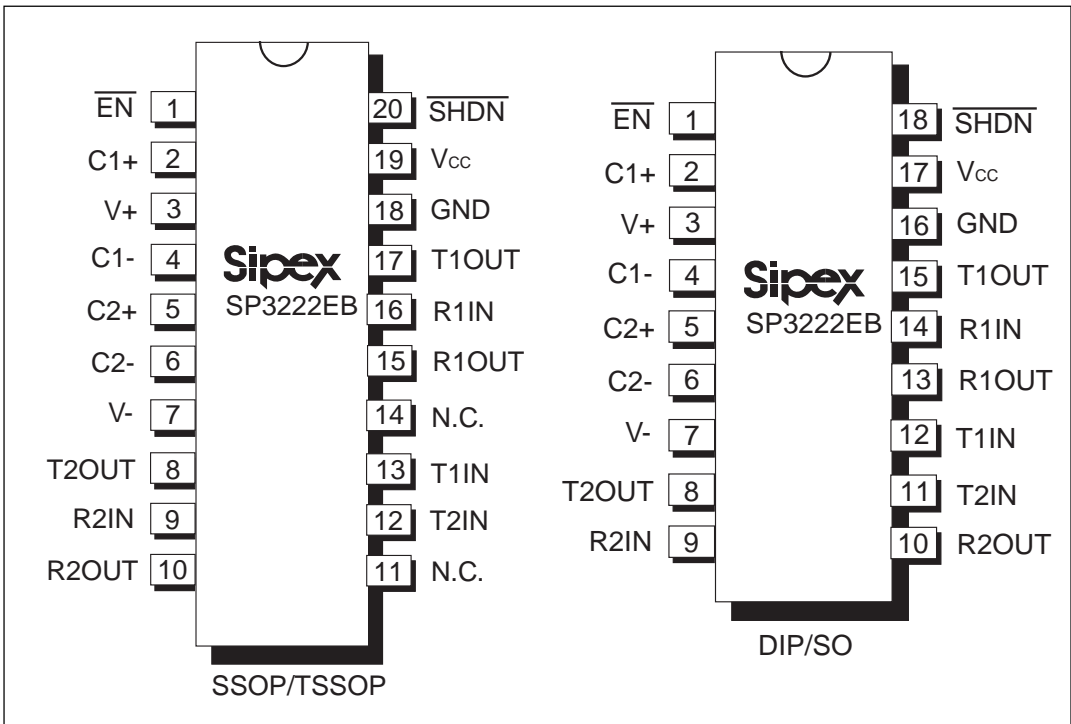 EN 1 20 SHDN
C1+ 2 19 Vcc
V+ 3 18 GND
C1- 4 17 T1OUT
Sipex
SP3222EB
C2+ 5 16 R1IN
C2- 6 15 R1OUT
V- 7 14 N.C.
T2OUT 8 13 T1IN
R2IN 9 12 T2IN
R2OUT 10 11 N.C.
SSOP/TSSOP
EN 1 18 SHDN
C1+ 2 17 Vcc
V+ 3 16 GND
C1- 4 15 T1OUT
Sipex
SP3222EB
C2+ 5 14 R1IN
C2- 6 13 R1OUT
V- 7 12 T1IN
T2OUT 8 11 T2IN
R2IN 9 10 R2OUT
DIP/SO